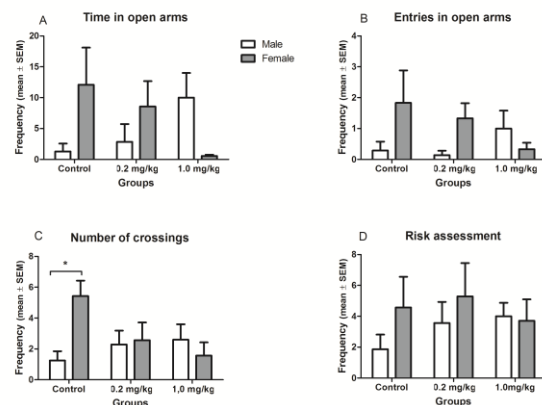 A
Time in open arms
Frequency (mean ± SEM)
20
15
10
5
0
Control
0.2 mg/kg
1.0 mg/kg
Groups
Male
Female
B
Entries in open arms
Frequency (mean ± SEM)
4
3
2
1
0
Control
0.2 mg/kg
1.0 mg/kg
Groups
C
Number of crossings
Frequency (mean ± SEM)
8
6
4
2
0
*
Control
0.2 mg/kg
1,0 mg/kg
Groups
D
Risk assessment
Frequency (mean ± SEM)
8
6
4
2
0
Control
0.2 mg/kg
1.0mg/kg
Groups